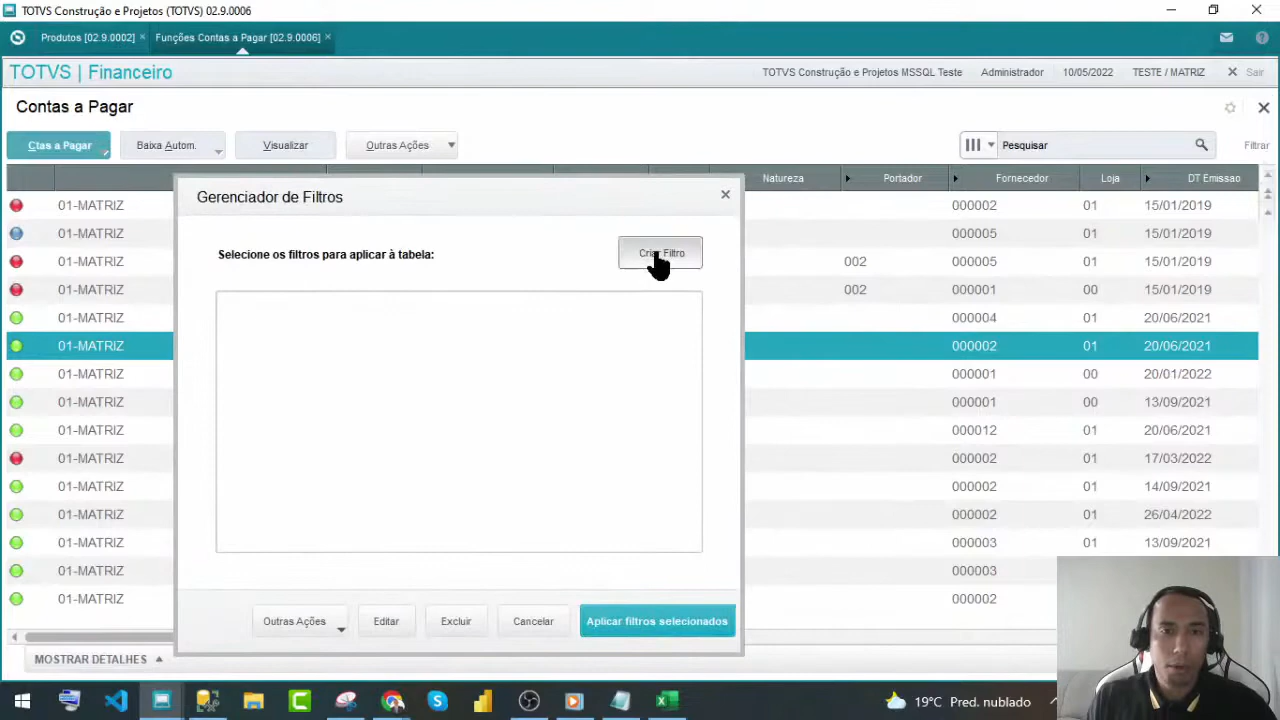 TOTVS Construção e Projetos (TOTVS) 02.9.0006
Produtos [02.9.0002] Funções Contas a Pagar [02.9.0006]
TOTVS | Financeiro TOTVS Construção e Projetos MSSQL Teste Administrador 10/05/2022 TESTE / MATRIZ Sair
Contas a Pagar
Ctas a Pagar Baixa Autom. Visualizar Outras Ações Pesquisar Filtrar
Natureza Portador Fornecedor Loja DT Emissao
Gerenciador de Filtros
Selecione os filtros para aplicar à tabela:
Criar Filtro
01-MATRIZ 000002 01 15/01/2019
01-MATRIZ 000005 01 15/01/2019
01-MATRIZ 002 000005 01 15/01/2019
01-MATRIZ 002 000001 00 15/01/2019
01-MATRIZ 000004 01 20/06/2021
01-MATRIZ 000002 01 20/06/2021
01-MATRIZ 000001 00 20/01/2022
01-MATRIZ 000001 00 13/09/2021
01-MATRIZ 000012 01 20/06/2021
01-MATRIZ 000002 01 17/03/2022
01-MATRIZ 000002 01 14/09/2021
01-MATRIZ 000002 01 26/04/2022
01-MATRIZ 000003 01 13/09/2021
01-MATRIZ 000003
01-MATRIZ 000002
Outras Ações Editar Excluir Cancelar Aplicar filtros selecionados
MOSTRAR DETALHES
19°C Pred. nublado